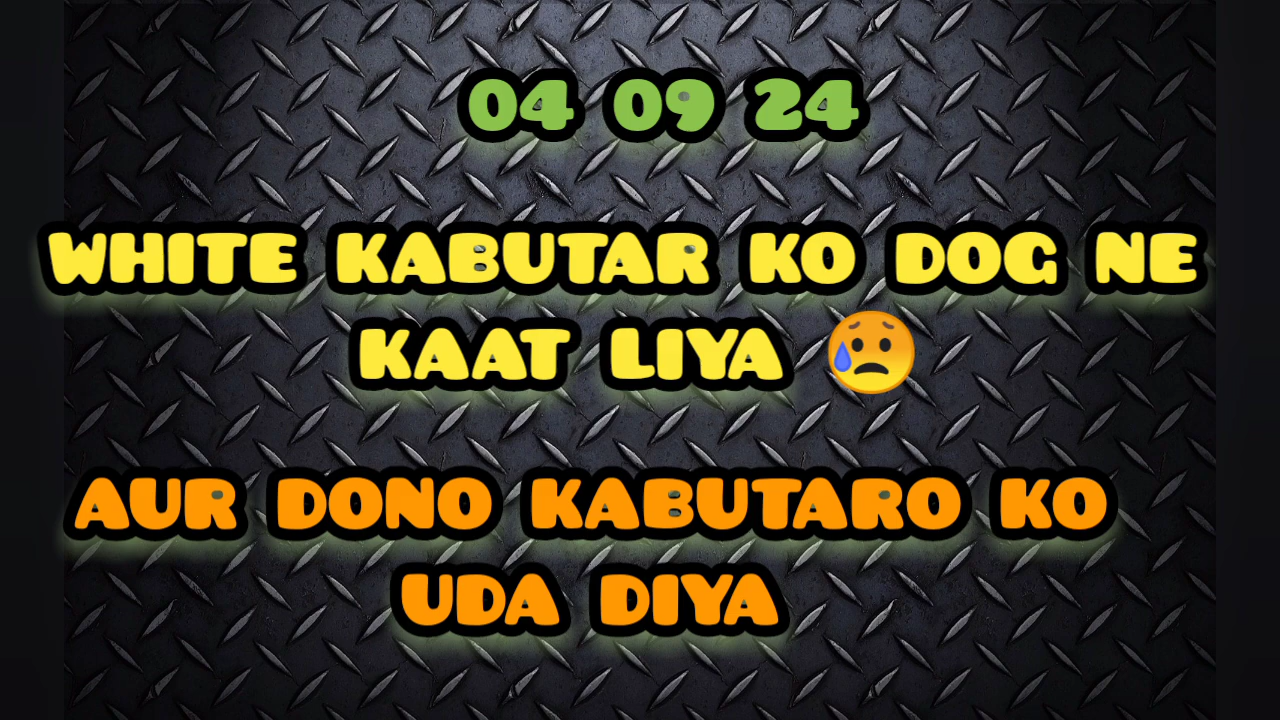 04 09 24
WHITE KABUTAR KO DOG NE
KAAT LIYA 😥
AUR DONO KABUTARO KO
UDA DIYA